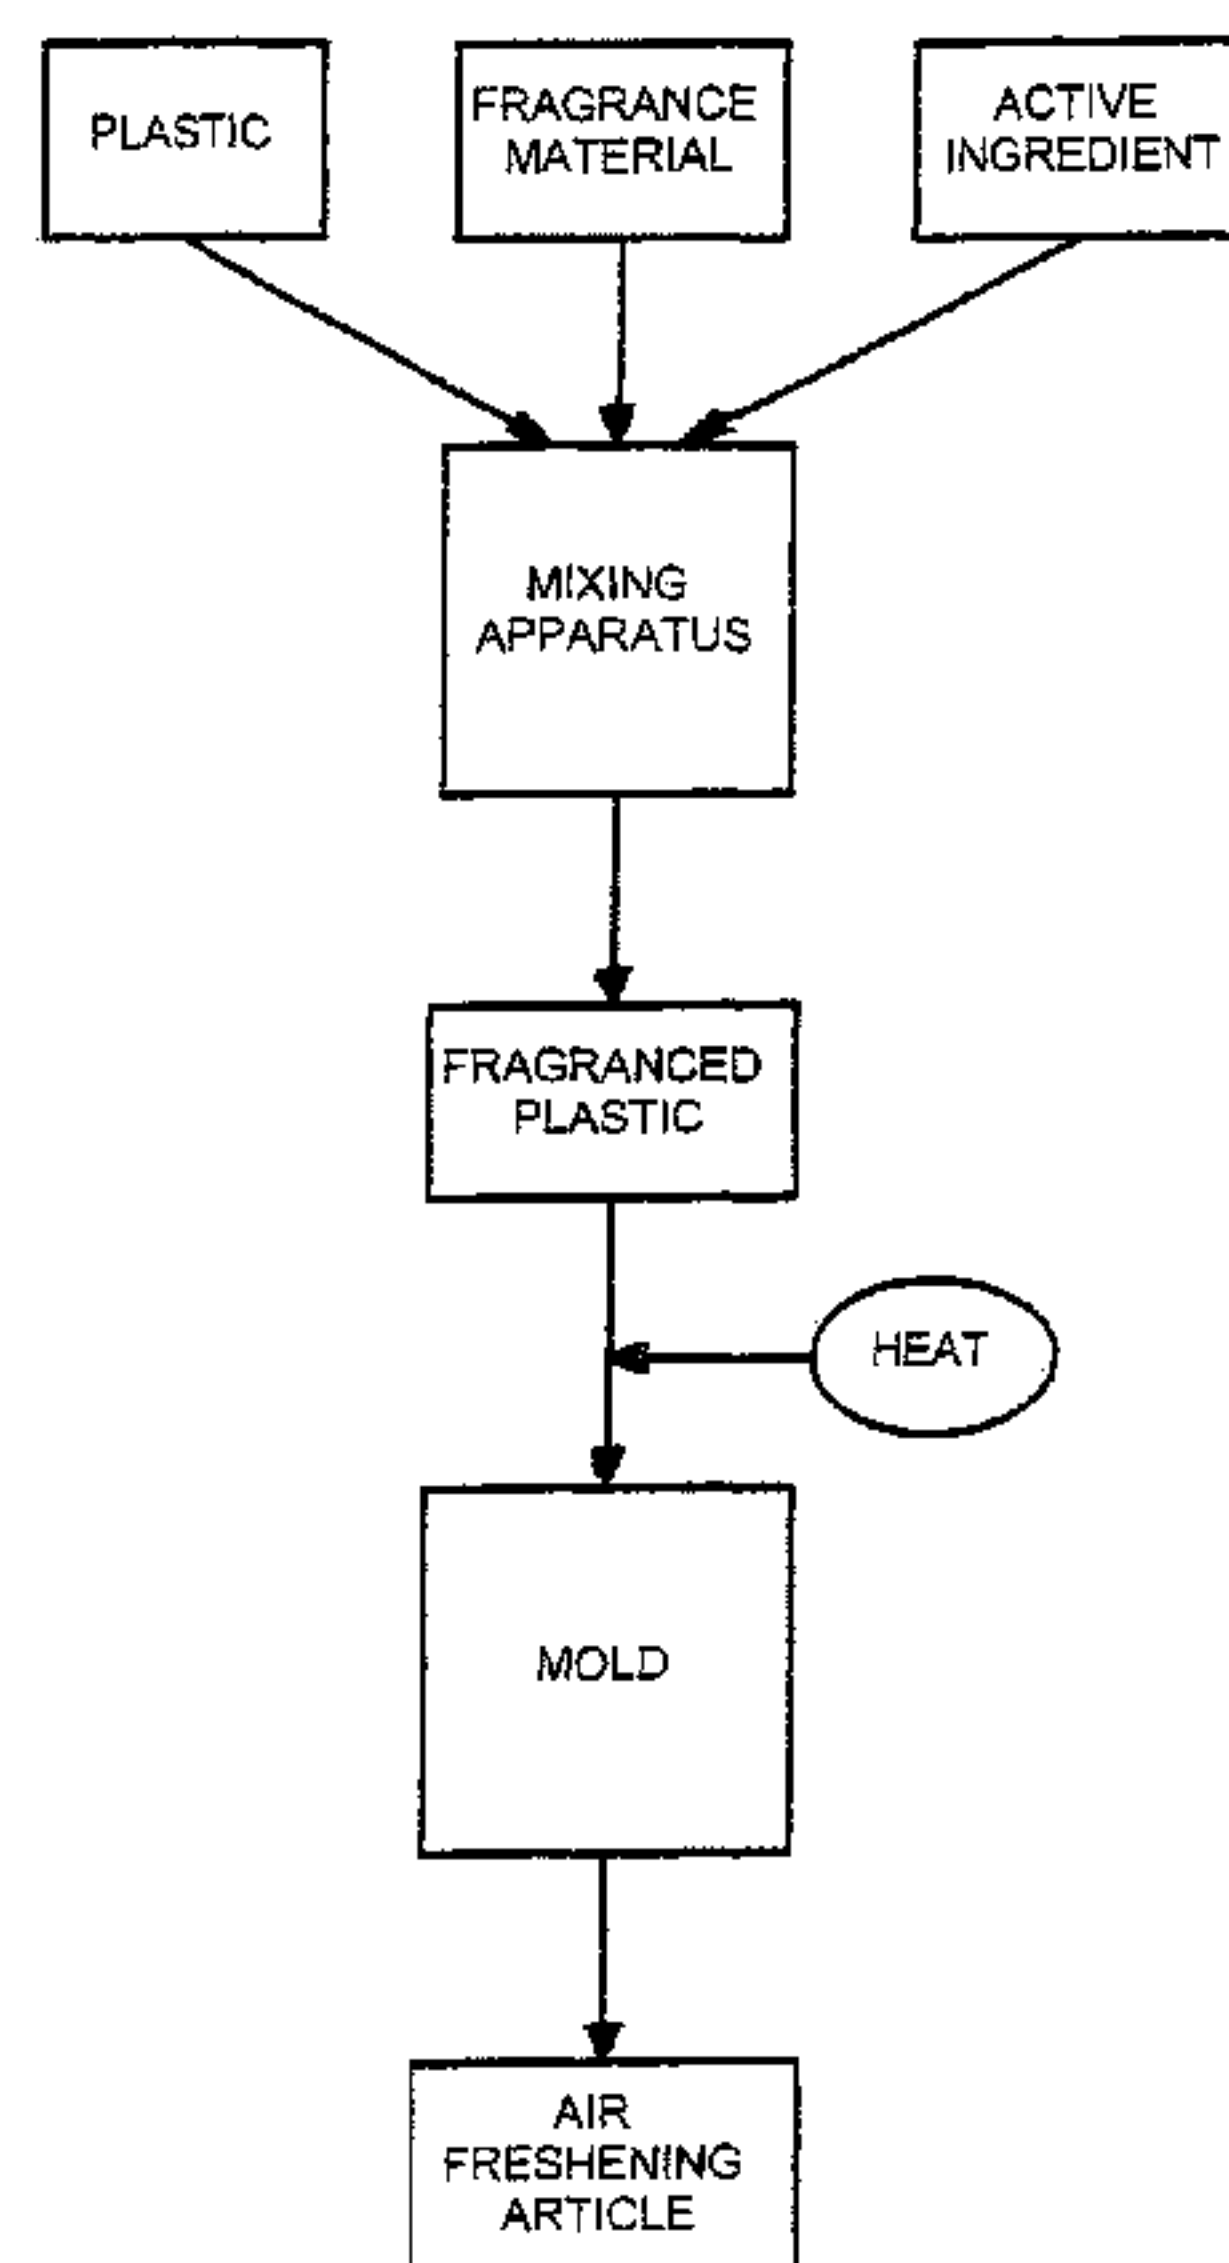 PLASTIC
FRAGRANCE
MATERIAL
ACTIVE
INGREDIENT
MIXING
APPARATUS
FRAGRANCED
PLASTIC
HEAT
MOLD
AIR
FRESHENING
ARTICLE